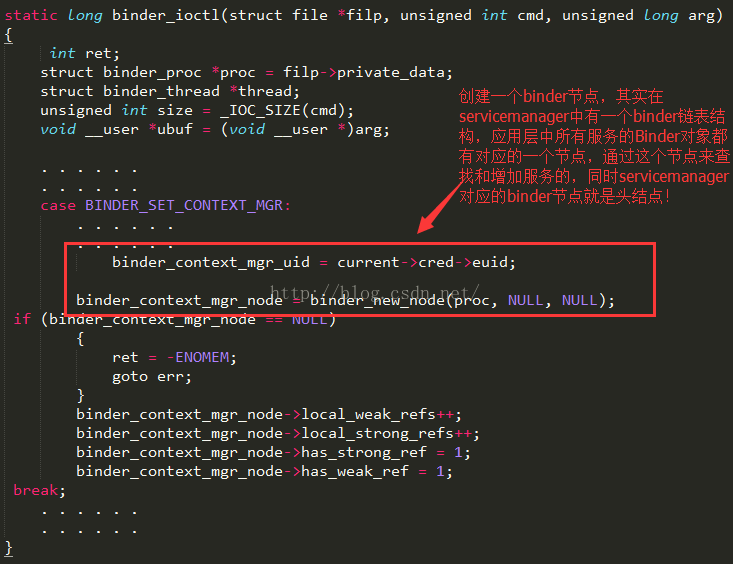 static long binder_ioctl(struct file *filp, unsigned int cmd, unsigned long arg)
{
int ret;
struct binder_proc *proc = filp->private_data;
struct binder_thread *thread;
unsigned int size = _IOC_SIZE(cmd);
void __user *ubuf = (void __user *)arg;
创建一个binder节点，其实在
servicemanager中有一个binder链表结
构，应用层中所有服务的Binder对象都
有对应的一个节点，通过这个节点来查
找和增加服务的，同时servicemanager
对应的binder节点就是头结点！
. . . . . .
. . . . . .
case BINDER_SET_CONTEXT_MGR:
. . . . . .
. . . . . .
binder_context_mgr_uid = current->cred->euid;
http://blog.csdn.net/
binder_context_mgr_node = binder_new_node(proc, NULL, NULL);
if (binder_context_mgr_node == NULL)
{
ret = -ENOMEM;
goto err;
}
binder_context_mgr_node->local_weak_refs++;
binder_context_mgr_node->local_strong_refs++;
binder_context_mgr_node->has_strong_ref = 1;
binder_context_mgr_node->has_weak_ref = 1;
break;
. . . . . .
. . . . . .
}